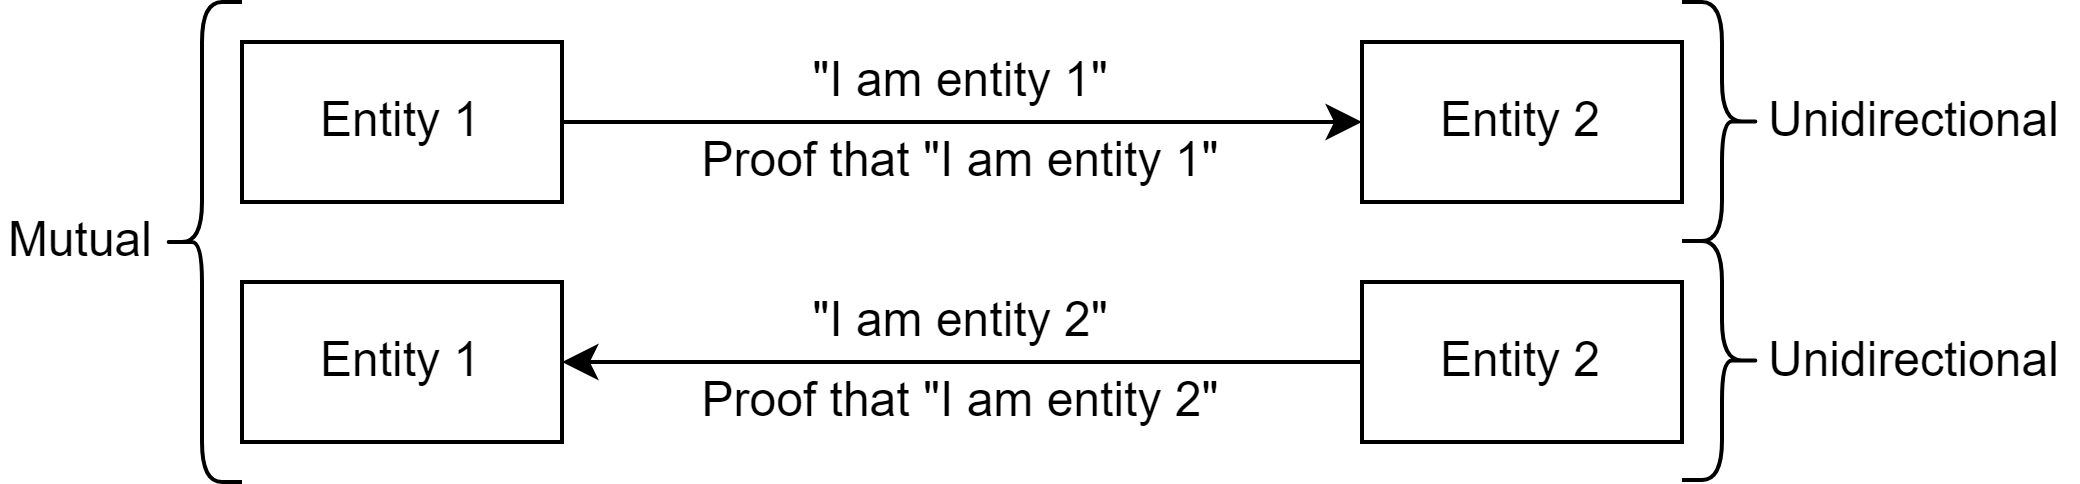 "I am entity 1"
Entity 1
Entity 2
Unidirectional
Proof that "I am entity 1"
Mutual
"I am entity 2"
Entity 1
Entity 2
Unidirectional
Proof that "I am entity 2"